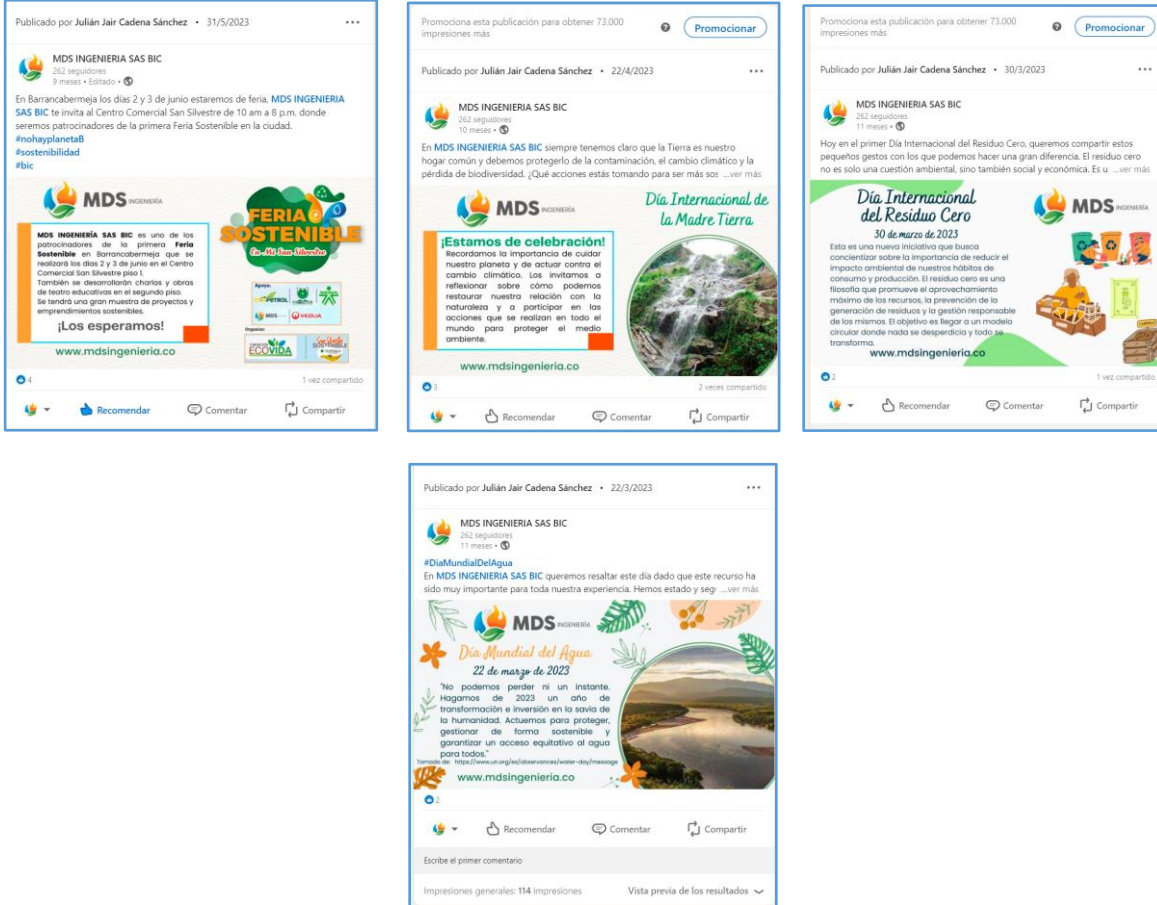 Publicado por Julián Jair Cadena Sánchez • 31/5/2023
MDS INGENIERIA SAS BIC
262 seguidores
9 meses • Editado •
En Barrancabermeja los días 2 y 3 de junio estaremos de feria, MDS INGENIERIA
SAS BIC te invita al Centro Comercial San Silvestre de 10 am a 8 p.m. donde
seremos patrocinadores de la primera Feria Sostenible en la ciudad.
#nohayplanetaB
#sostenibilidad
#bic
MDS INGENIERÍA
MDS INGENIERÍA SAS BIC es uno de los
patrocinadores de la primera Feria
Sostenible en Barrancabermeja que se
realizará los días 2 y 3 de junio en el Centro
Comercial San Silvestre piso 1.
También se desarrollarán charlas y obras
de teatro educativas en el segundo piso.
Se tendrá una gran muestra de proyectos y
emprendimientos sostenibles.
¡Los esperamos!
www.mdsingenieria.co
FERIA
SOSTENIBLE
En Mi San Silvestre
Apoya:
MDS
VEOLIA
Organiza:
ECOVIDA
4
1 vez compartido
Recomendar
Comentar
Compartir
Promociona esta publicación para obtener 73.000
impresiones más
Promocionar
Publicado por Julián Jair Cadena Sánchez • 22/4/2023
MDS INGENIERIA SAS BIC
262 seguidores
10 meses •
En MDS INGENIERIA SAS BIC siempre tenemos claro que la Tierra es nuestro
hogar común y debemos protegerlo de la contaminación, el cambio climático y la
pérdida de biodiversidad. ¿Qué acciones estás tomando para ser más sos ...ver más
MDS INGENIERÍA
Día Internacional de
la Madre Tierra
¡Estamos de celebración!
Recordamos la importancia de cuidar
nuestro planeta y de actuar contra el
cambio climático. Los invitamos a
reflexionar sobre cómo podemos
restaurar nuestra relación con la
naturaleza y a participar en las
acciones que se realizan en todo el
mundo para proteger el medio
ambiente.
www.mdsingenieria.co
3
2 veces compartido
Recomendar
Comentar
Compartir
Promociona esta publicación para obtener 73.000
impresiones más
Promocionar
Publicado por Julián Jair Cadena Sánchez • 30/3/2023
MDS INGENIERIA SAS BIC
262 seguidores
11 meses •
Hoy en el primer Día Internacional del Residuo Cero, queremos compartir estos
pequeños gestos con los que podemos hacer una gran diferencia. El residuo cero
no es solo una cuestión ambiental, sino también social y económica. Es u ...ver más
Día Internacional
del Residuo Cero
30 de marzo de 2023
MDS INGENIERÍA
Esta es una nueva iniciativa que busca
concientizar sobre la importancia de reducir el
impacto ambiental de nuestros hábitos de
consumo y producción. El residuo cero es una
filosofía que promueve el aprovechamiento
máximo de los recursos, la prevención de la
generación de residuos y la gestión responsable
de los mismos. El objetivo es llegar a un modelo
circular donde nada se desperdicia y todo se
transforma.
www.mdsingenieria.co
2
1 vez compartido
Recomendar
Comentar
Compartir
Publicado por Julián Jair Cadena Sánchez • 22/3/2023
MDS INGENIERIA SAS BIC
262 seguidores
11 meses •
#DiaMundialDelAgua
En MDS INGENIERIA SAS BIC queremos resaltar este día dado que este recurso ha
sido muy importante para toda nuestra experiencia. Hemos estado y seg ...ver más
MDS INGENIERÍA
Día Mundial del Agua
22 de marzo de 2023
"No podemos perder ni un instante.
Hagamos de 2023 un año de
transformación e inversión en la savia de
la humanidad. Actuemos para proteger,
gestionar de forma sostenible y
garantizar un acceso equitativo al agua
para todos."
Tomado de: https://www.un.org/es/observances/water-day/message
www.mdsingenieria.co
2
Recomendar
Comentar
Compartir
Escribe el primer comentario
Impresiones generales: 114 impresiones
Vista previa de los resultados